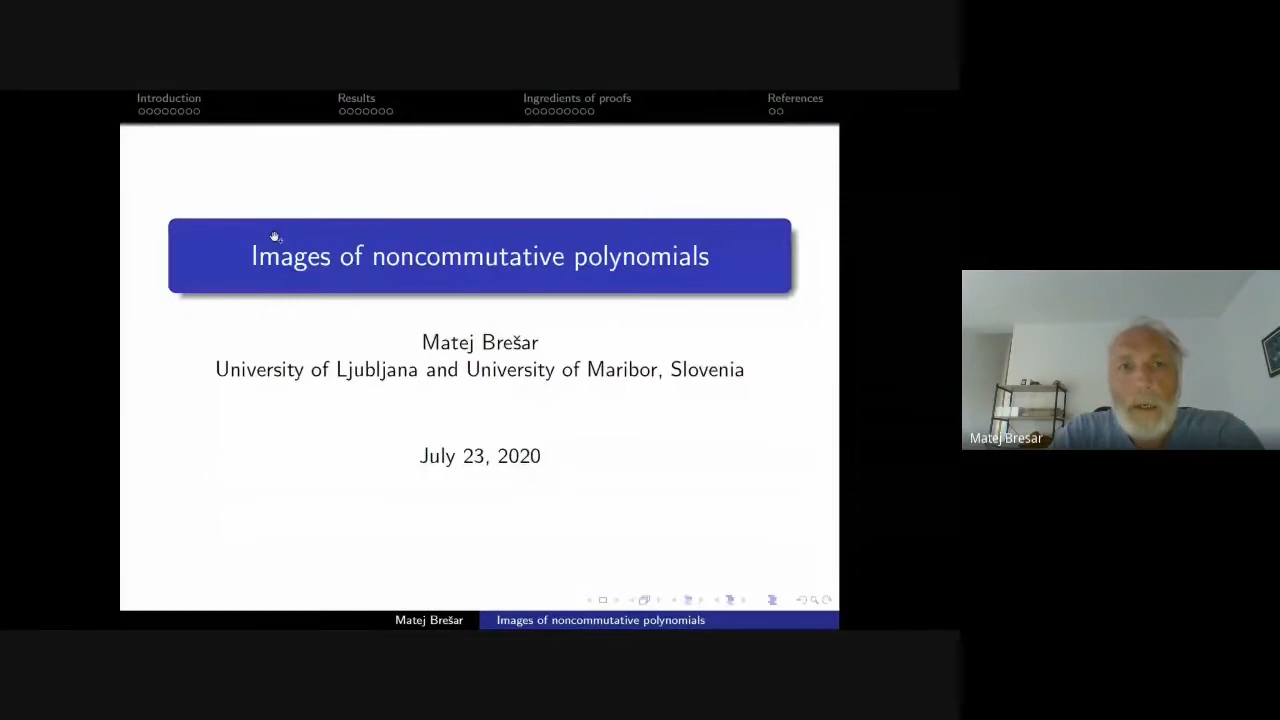 Introduction
Results
Ingredients of proofs
References
Images of noncommutative polynomials
Matej Brešar
University of Ljubljana and University of Maribor, Slovenia
July 23, 2020
Matej Brešar
Images of noncommutative polynomials
Matej Bresar